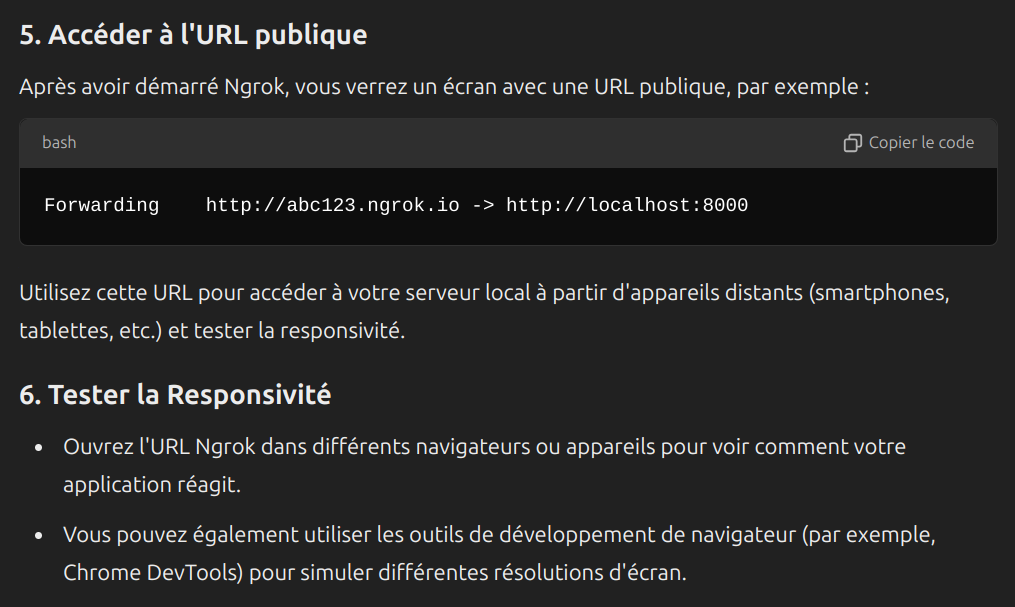 5. Accéder à l'URL publique
Après avoir démarré Ngrok, vous verrez un écran avec une URL publique, par exemple :
bash
Copier le code
Forwarding    http://abc123.ngrok.io -> http://localhost:8000
Utilisez cette URL pour accéder à votre serveur local à partir d'appareils distants (smartphones,
tablettes, etc.) et tester la responsivité.
6. Tester la Responsivité
• Ouvrez l'URL Ngrok dans différents navigateurs ou appareils pour voir comment votre
application réagit.
• Vous pouvez également utiliser les outils de développement de navigateur (par exemple,
Chrome DevTools) pour simuler différentes résolutions d'écran.